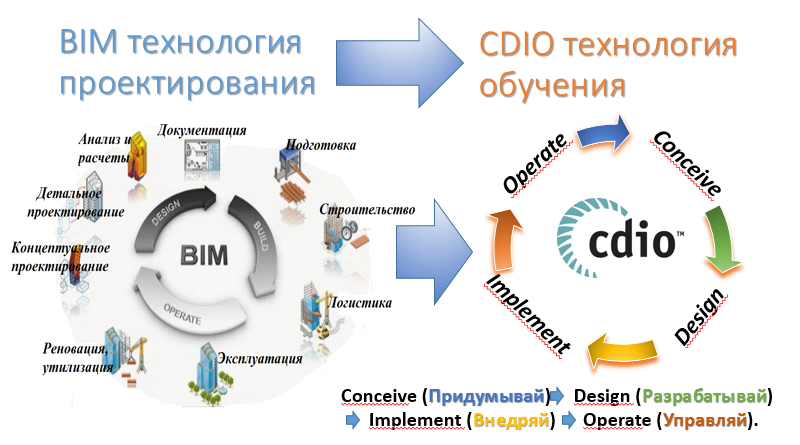 BIM технология
проектирования
CDIO технология
обучения
Документация
Анализ и
расчеты
Подготовка
Детальное
проектирование
Строительство
Концептуальное
проектирование
Логистика
Реновация,
утилизация
Эксплуатация
DESIGN
BUILD
OPERATE
BIM
Operate
Conceive
Design
Implement
cdio™
Conceive (Придумывай) Design (Разрабатывай)
Implement (Внедряй) Operate (Управляй).